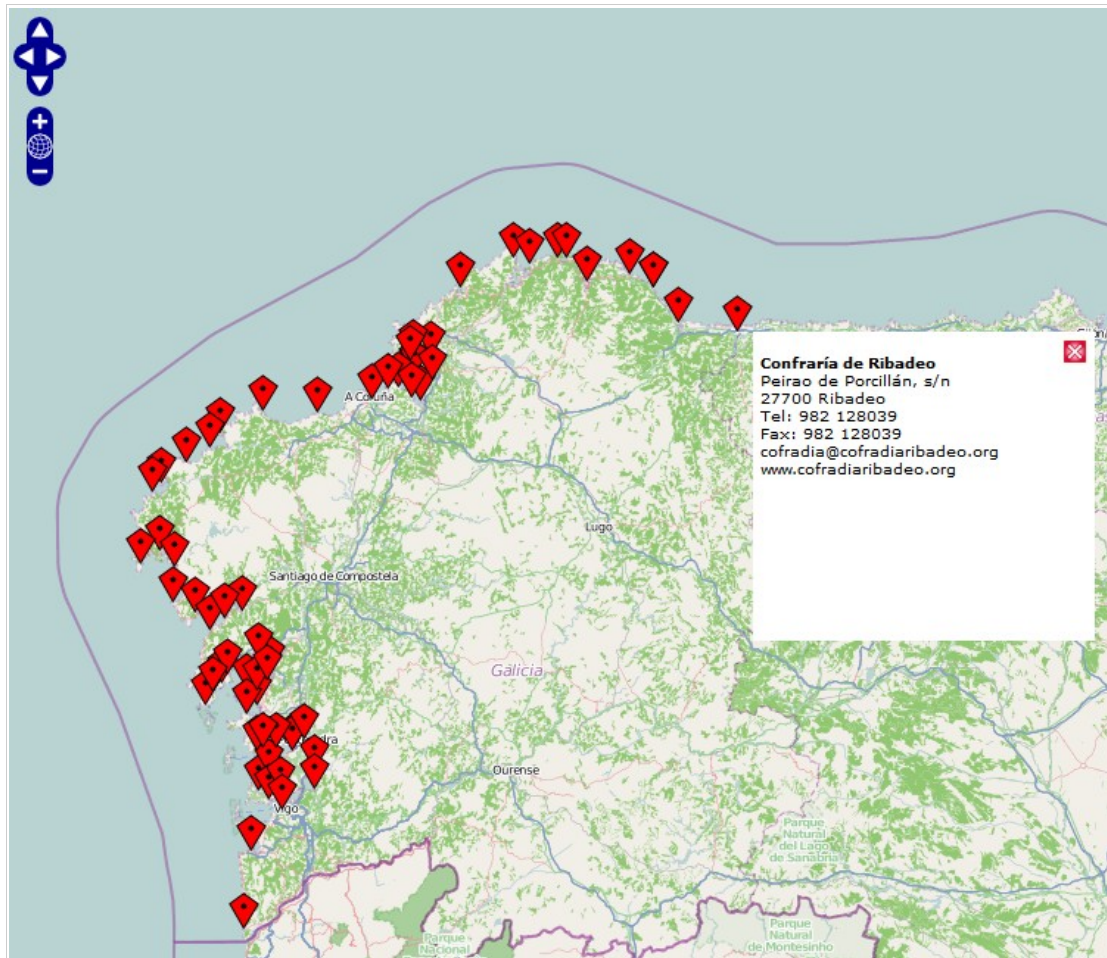 A Coruña
Confraría de Ribadeo
Peirao de Porcillán, s/n
27700 Ribadeo
Tel: 982 128039
Fax: 982 128039
cofradia@cofradiaribadeo.org
www.cofradiaribadeo.org
Lugo
Santiago de Compostela
Galicia
Ourense
Vigo
Parque
Natural
del Lago
de Sanabria
Parque
Natural
de Montesinho
Parque
Nacional